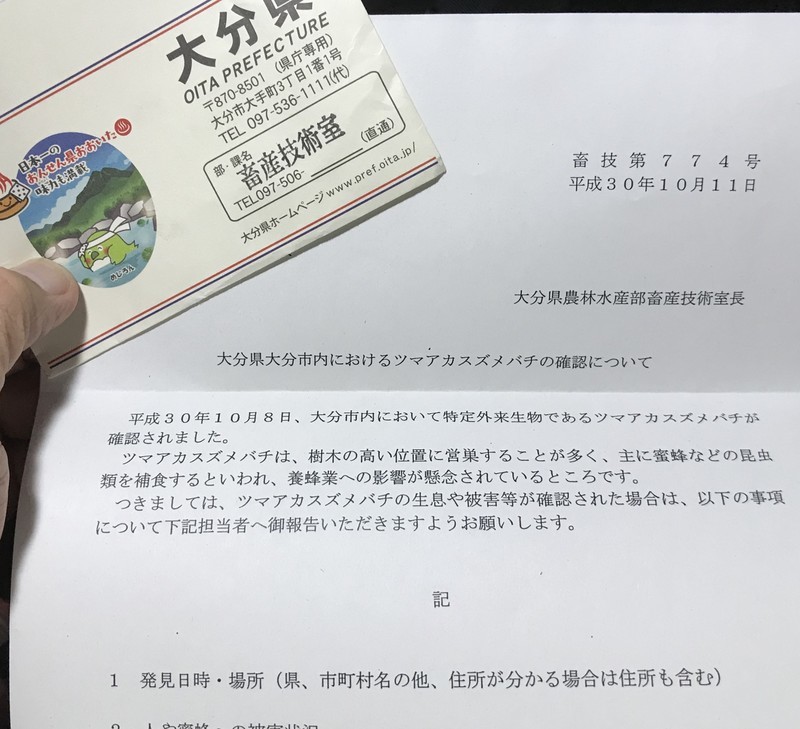 大分県
OITA PREFECTURE
〒870-8501 (県庁専用)
大分市大手町3丁目1番1号
TEL 097-536-1111(代)
部・課名
畜産技術室
TEL097-506- (直通)
大分県ホームページ www.pref.oita.jp/
日本一の
おんせん県おおいた♨
味力も満載
めじろん
畜技第774号
平成30年10月11日
大分県農林水産部畜産技術室長
大分県大分市内におけるツマアカスズメバチの確認について
平成30年10月8日、大分市内において特定外来生物であるツマアカスズメバチが
確認されました。
ツマアカスズメバチは、樹木の高い位置に営巣することが多く、主に蜜蜂などの昆虫
類を補食するといわれ、養蜂業への影響が懸念されているところです。
つきましては、ツマアカスズメバチの生息や被害等が確認された場合は、以下の事項
について下記担当者へ御報告いただきますようお願いします。
記
1 発見日時・場所(県、市町村名の他、住所が分かる場合は住所も含む)